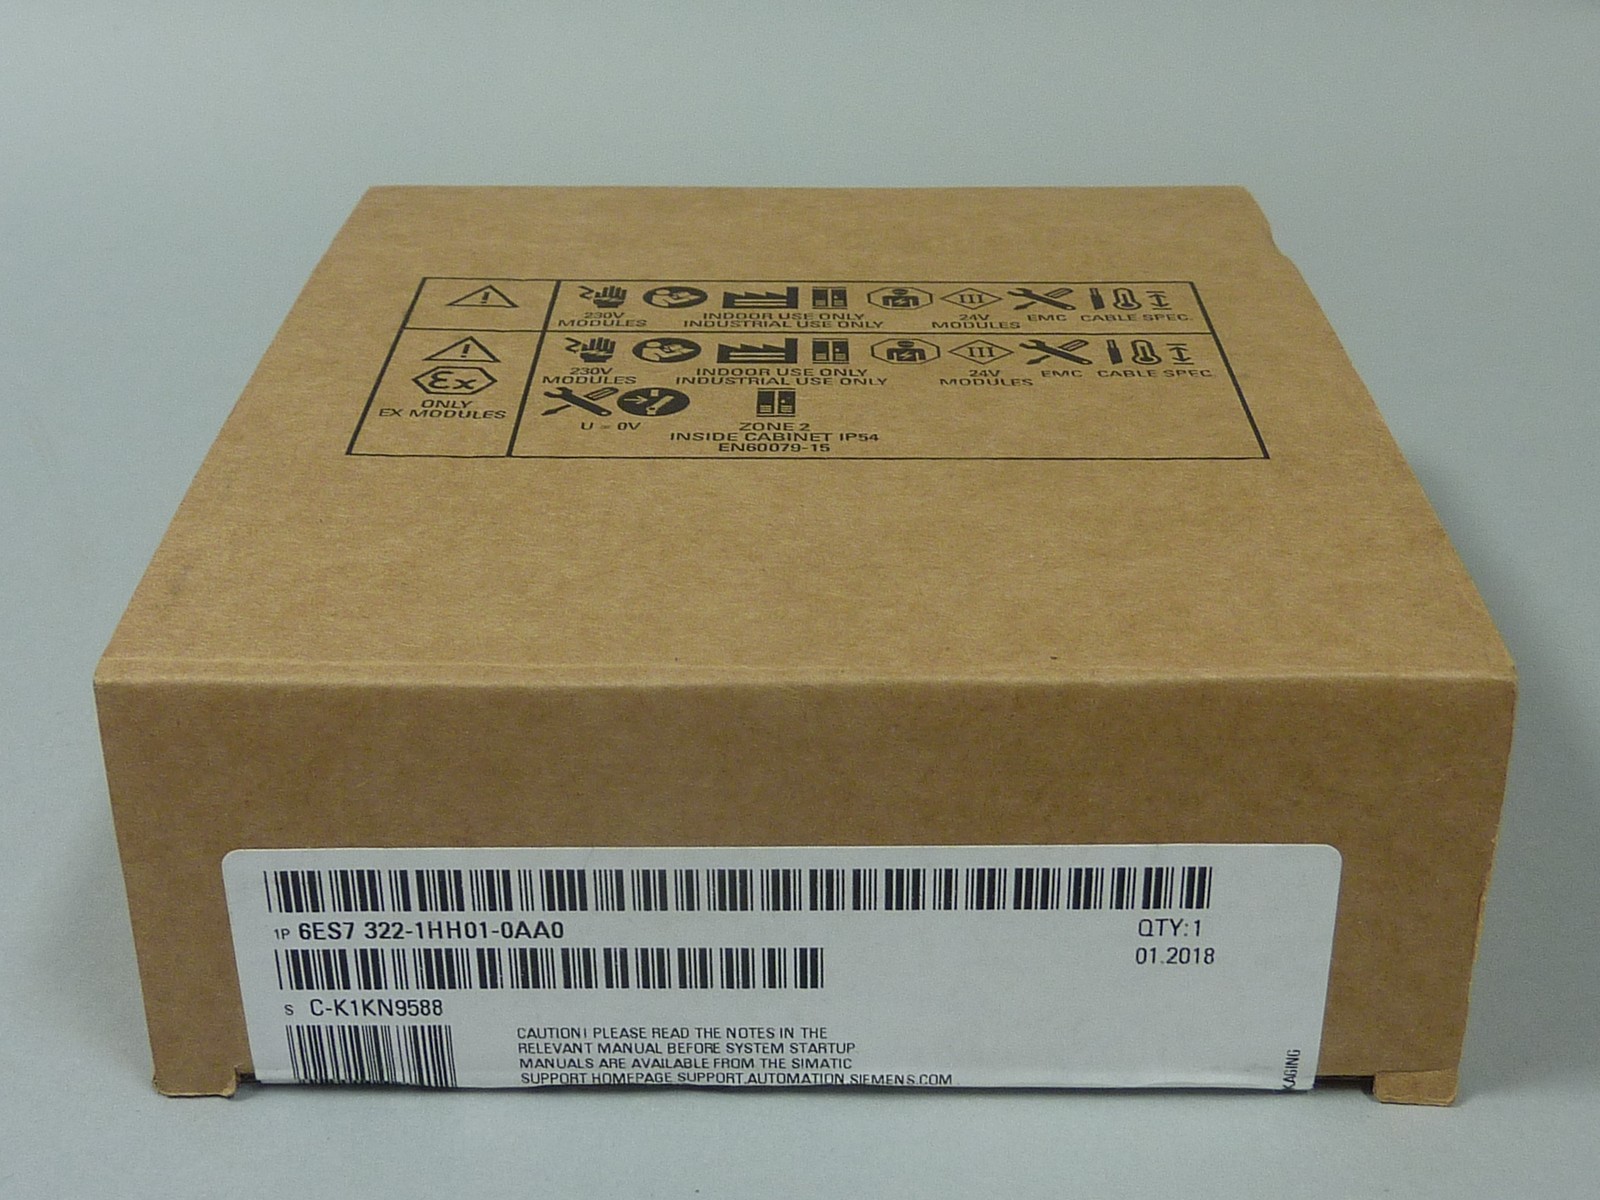 230V
MODULES
INDOOR USE ONLY
INDUSTRIAL USE ONLY
24V
MODULES
EMC
CABLE SPEC.
Ex
ONLY
EX MODULES
230V
MODULES
INDOOR USE ONLY
INDUSTRIAL USE ONLY
24V
MODULES
EMC
CABLE SPEC.
U = 0V
ZONE 2
INSIDE CABINET IP54
EN60079-15
1P 6ES7 322-1HH01-0AA0
QTY:1
01.2018
S C-K1KN9588
CAUTION! PLEASE READ THE NOTES IN THE
RELEVANT MANUAL BEFORE SYSTEM STARTUP.
MANUALS ARE AVAILABLE FROM THE SIMATIC
SUPPORT HOMEPAGE SUPPORT.AUTOMATION.SIEMENS.COM